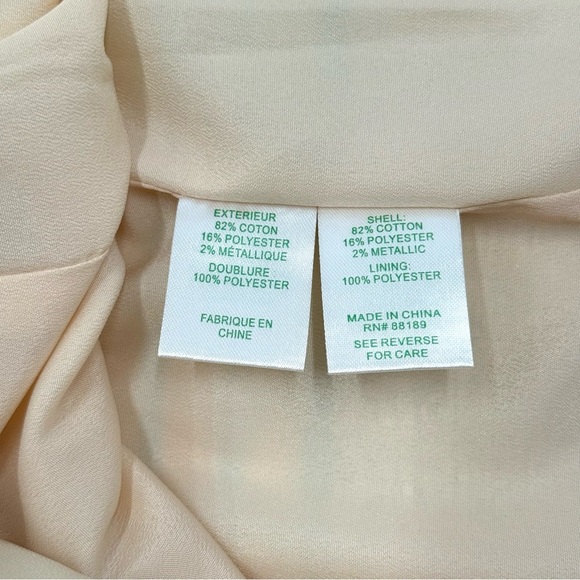 EXTERIEUR
82% COTON
16% POLYESTER
2% MÉTALLIQUE
DOUBLURE :
100% POLYESTER
FABRIQUE EN
CHINE
SHELL:
82% COTTON
16% POLYESTER
2% METALLIC
LINING:
100% POLYESTER
MADE IN CHINA
RN# 88189
SEE REVERSE
FOR CARE